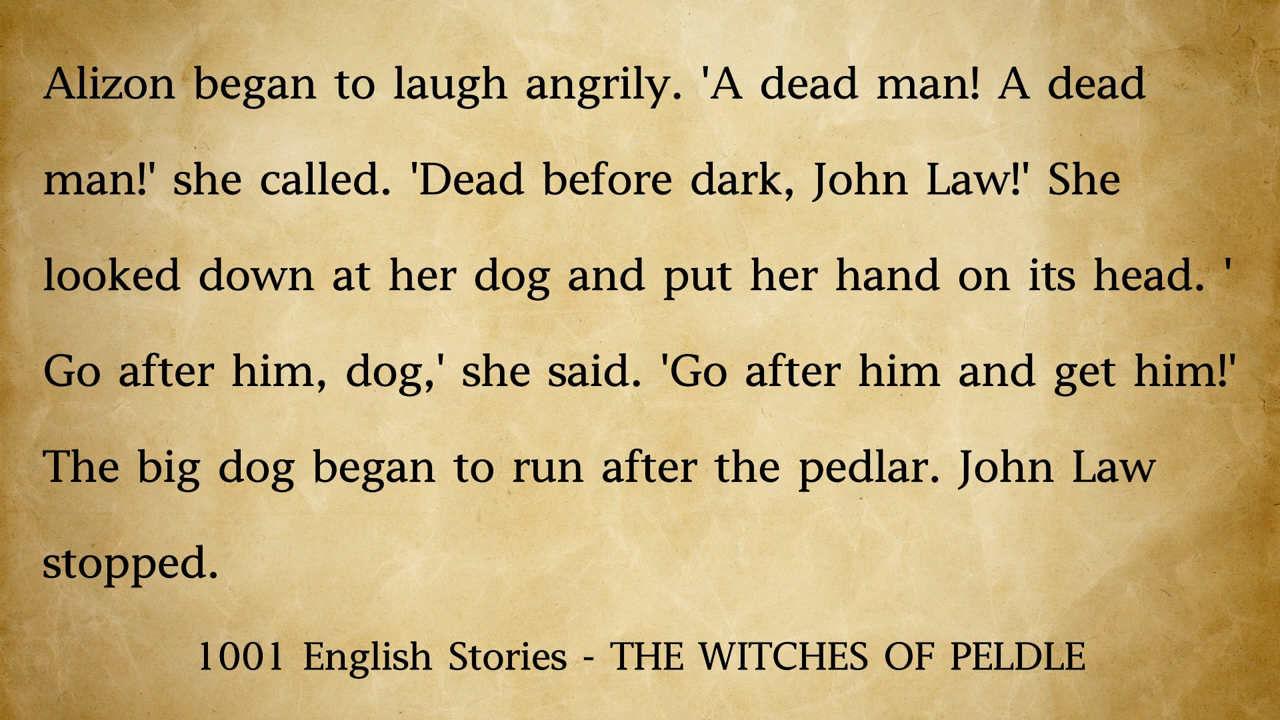 Alizon began to laugh angrily. 'A dead man! A dead
man!' she called. 'Dead before dark, John Law!' She
looked down at her dog and put her hand on its head. '
Go after him, dog,' she said. 'Go after him and get him!'
The big dog began to run after the pedlar. John Law
stopped.
1001 English Stories - THE WITCHES OF PELDLE